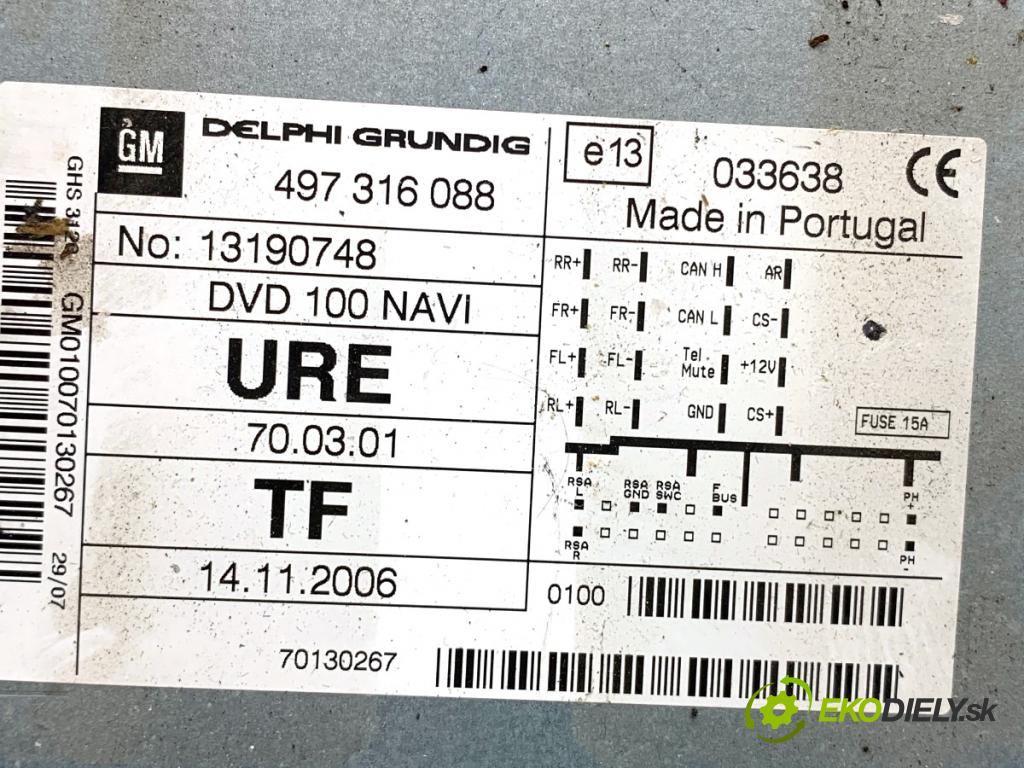 GM
DELPHI GRUNDIG
497 316 088
No: 13190748
DVD 100 NAVI
URE
70.03.01
TF
14.11.2006
70130267
e13
033638
CE
Made in Portugal
RR+ RR- CAN H AR
FR+ FR- CAN L CS-
FL+ FL- Tel Mute +12V
RL+ RL- GND CS+
FUSE 15A
RSA L RSA GND RSA SWC F BUS PH +
RSA R PH -
0100
GM010070130267 29/07
EKODIELY.sk